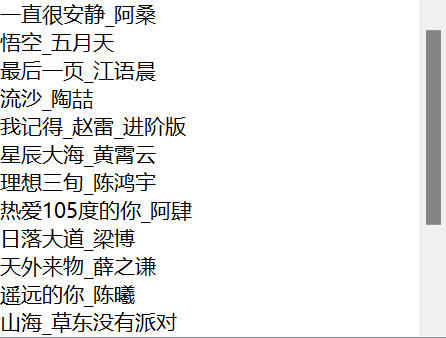 一直很安静_阿桑
悟空_五月天
最后一页_江语晨
流沙_陶喆
我记得_赵雷_进阶版
星辰大海_黄霄云
理想三旬_陈鸿宇
热爱105度的你_阿肆
日落大道_梁博
天外来物_薛之谦
遥远的你_陈曦
山海_草东没有派对